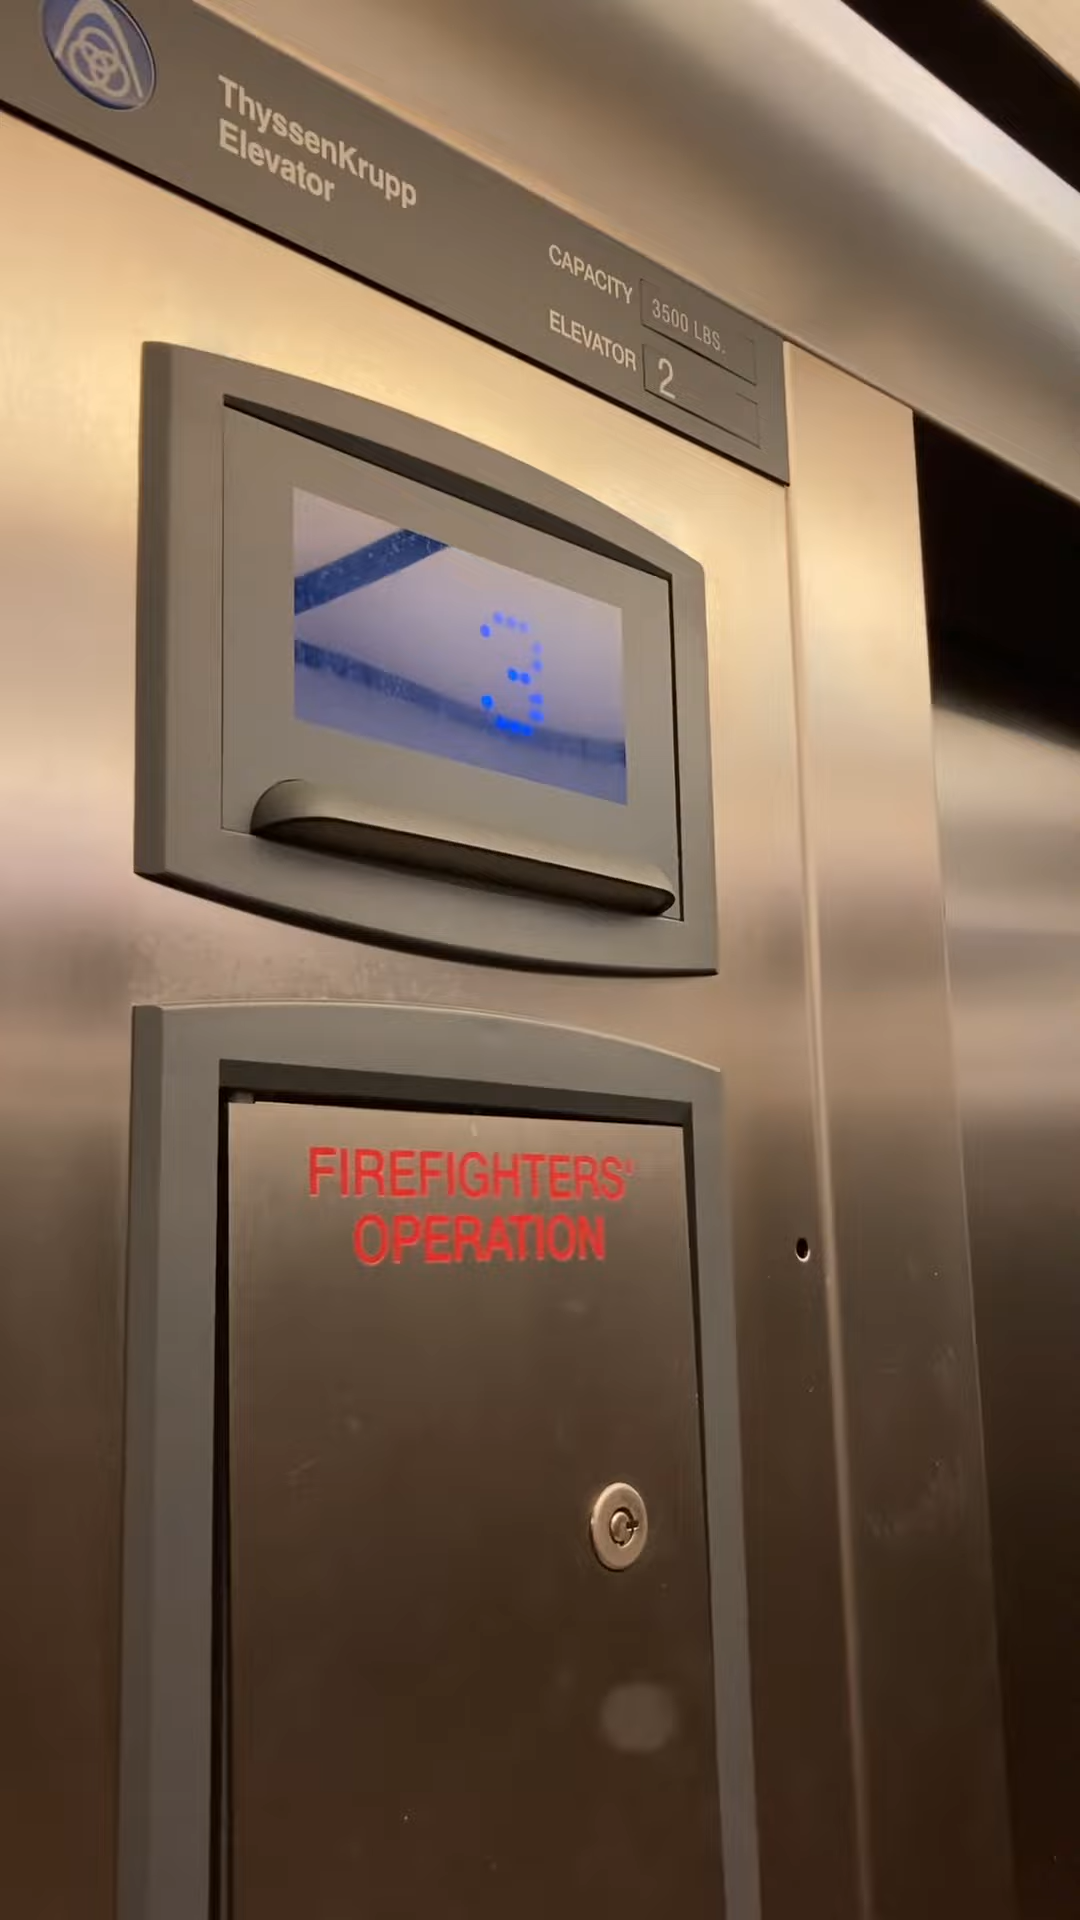 ThyssenKrupp
Elevator
CAPACITY 3500 LBS.
ELEVATOR 2
3
FIREFIGHTERS'
OPERATION